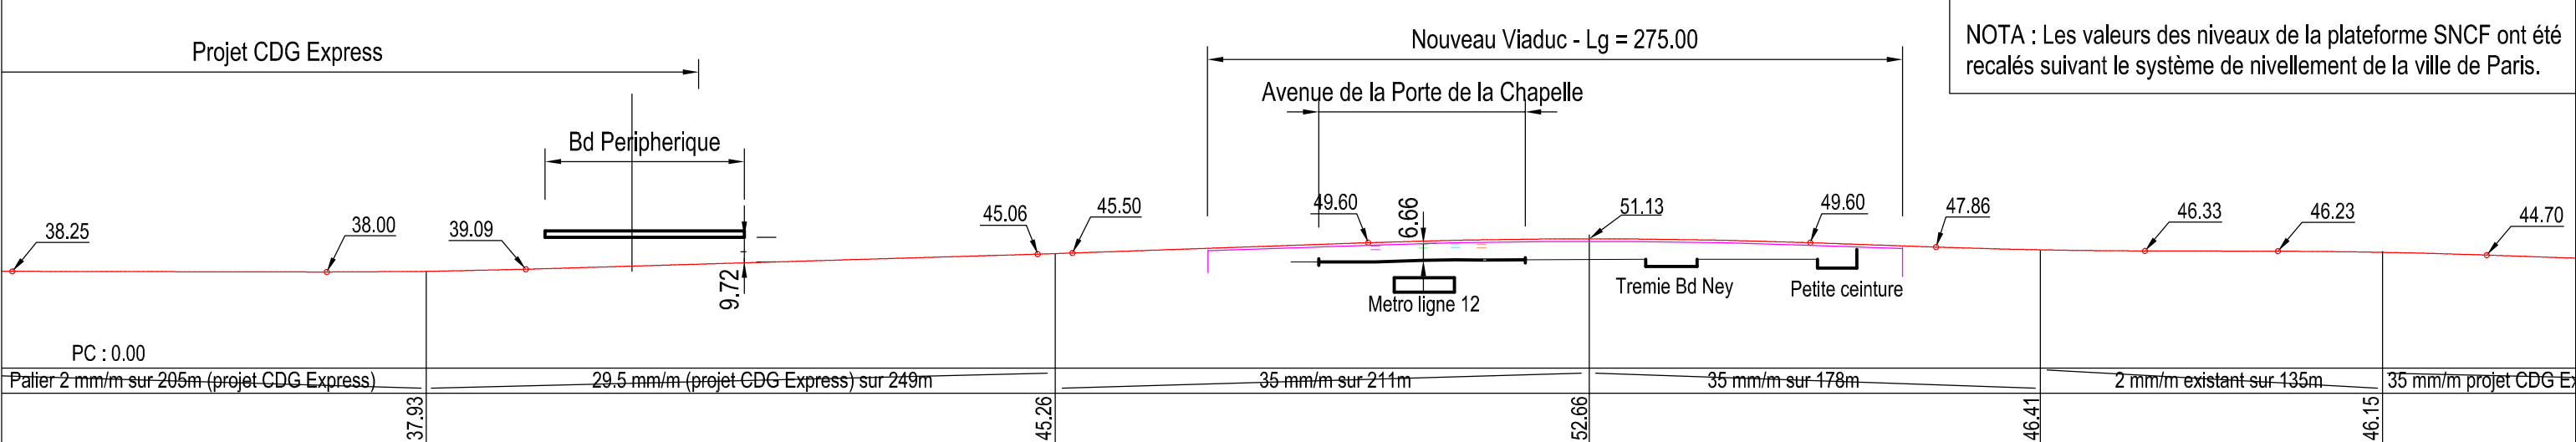 Projet CDG Express
Nouveau Viaduc - Lg = 275.00
NOTA : Les valeurs des niveaux de la plateforme SNCF ont été
recalés suivant le système de nivellement de la ville de Paris.
Avenue de la Porte de la Chapelle
Bd Peripherique
38.25
38.00
39.09
45.06
45.50
49.60
6.66
51.13
49.60
47.86
46.33
46.23
44.70
9.72
Metro ligne 12
Tremie Bd Ney
Petite ceinture
PC : 0.00
Palier 2 mm/m sur 205m (projet CDG Express)
29.5 mm/m (projet CDG Express) sur 249m
35 mm/m sur 211m
35 mm/m sur 178m
2 mm/m existant sur 135m
35 mm/m projet CDG E
37.93
45.26
52.66
46.41
46.15